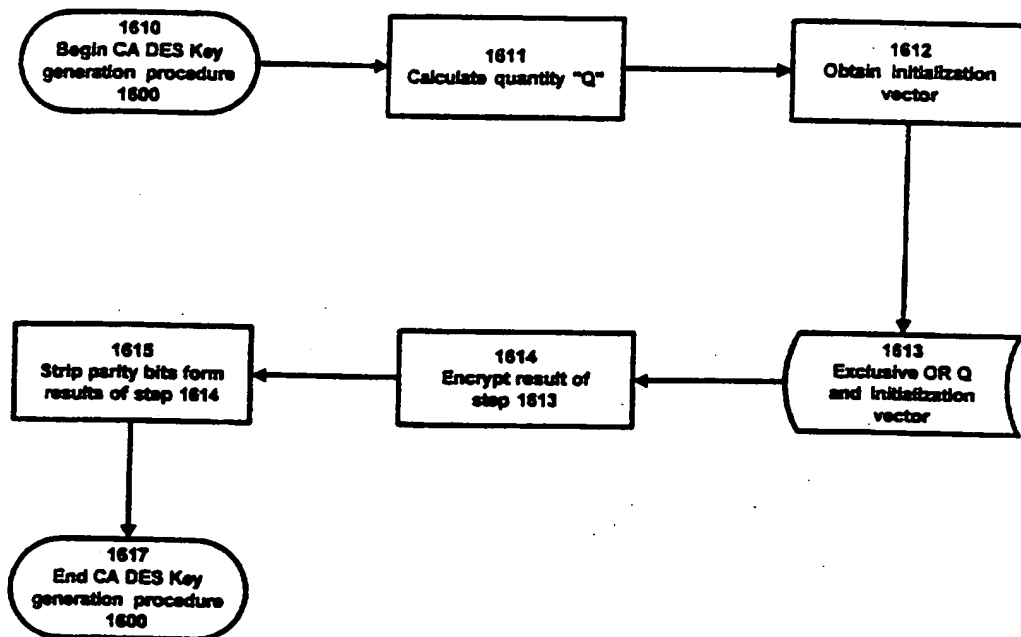 1610
Begin CA DES Key
generation procedure
1600
1611
Calculate quantity "Q"
1612
Obtain initialization
vector
1613
Exclusive OR Q
and initialization
vector
1614
Encrypt result of
step 1613
1615
Strip parity bits form
results of step 1614
1617
End CA DES Key
generation procedure
1600